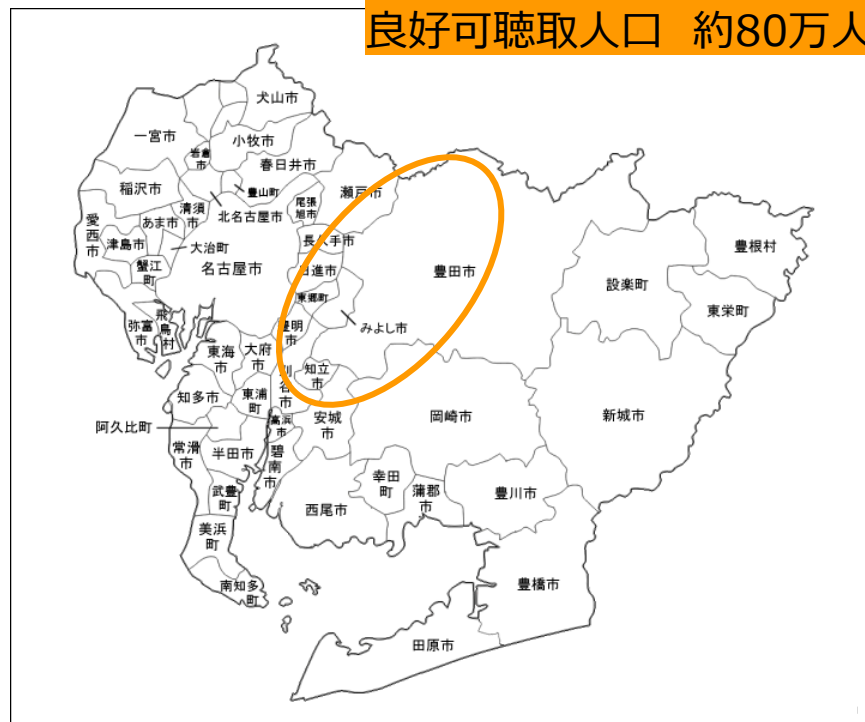 良好可聴取人口 約80万人
犬山市
一宮市
小牧市
岩倉市
春日井市
稲沢市
豊山町
瀬戸市
尾張旭市
清須市
北名古屋市
愛西市
あま市
津島市
大治町
長久手市
名古屋市
日進市
蟹江町
豊田市
東郷町
豊根村
設楽町
東栄町
弥富市
飛島村
みよし市
豊明市
東海市
大府市
刈谷市
知立市
知多市
東浦町
安城市
岡崎市
新城市
阿久比町
高浜市
常滑市
半田市
碧南市
幸田町
武豊町
西尾市
蒲郡市
豊川市
美浜町
南知多町
豊橋市
田原市